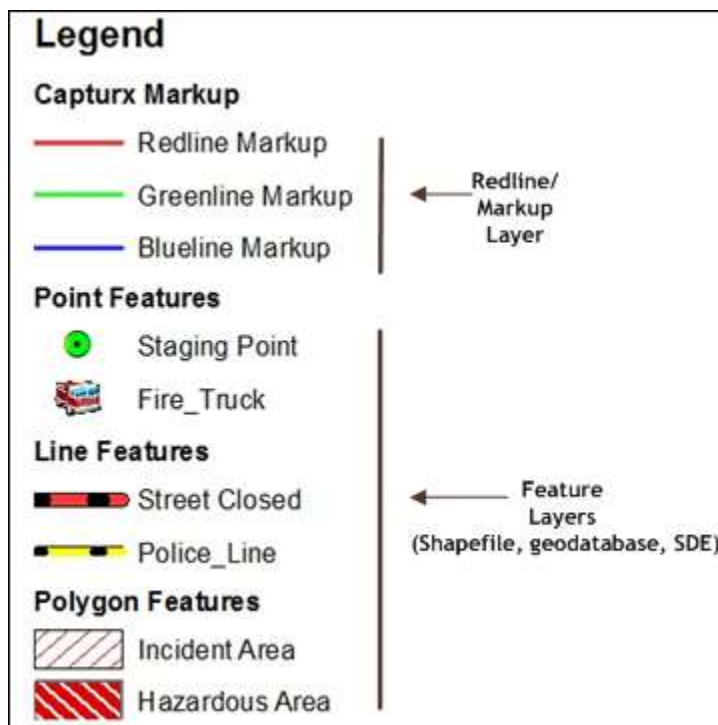 Legend
Capturx Markup
Redline Markup
Greenline Markup
Blueline Markup
Redline/
Markup
Layer
Point Features
Staging Point
Fire_Truck
Line Features
Street Closed
Police_Line
Polygon Features
Incident Area
Hazardous Area
Feature
Layers
(Shapefile, geodatabase, SDE)